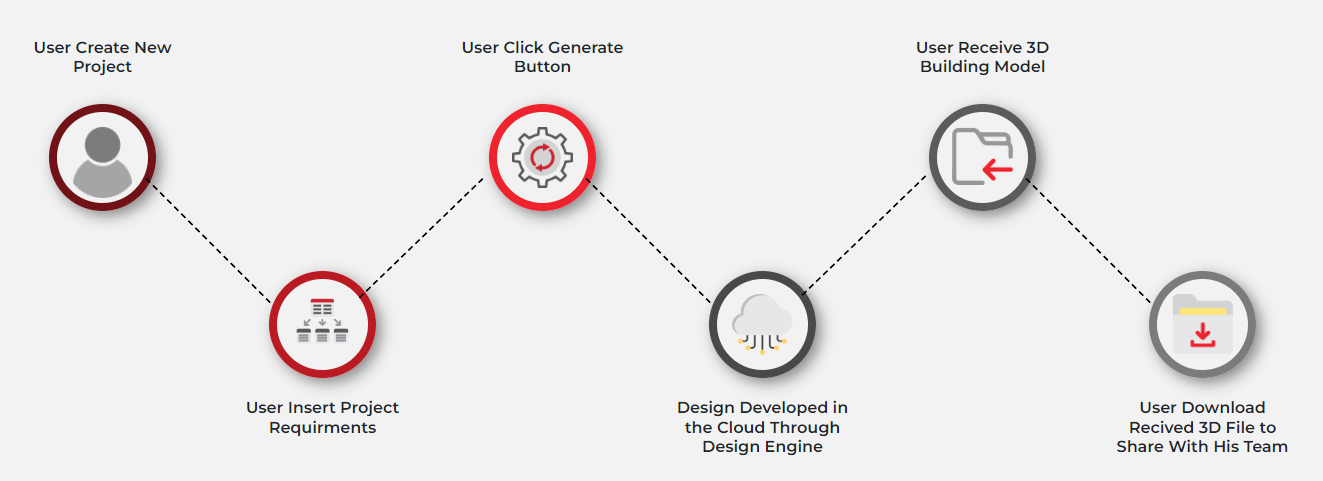 User Create New
Project
User Insert Project
Requirments
User Click Generate
Button
Design Developed in
the Cloud Through
Design Engine
User Receive 3D
Building Model
User Download
Recived 3D File to
Share With His Team